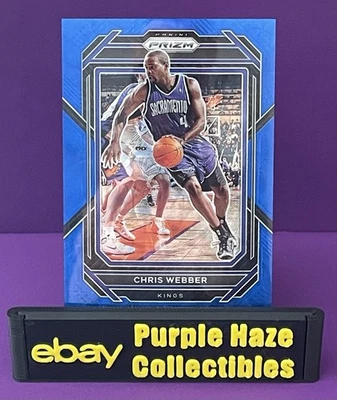 PANINI
PRIZM
SACRAMENTO
4
CHRIS WEBBER
KINGS
ebay
Purple Haze
Collectibles